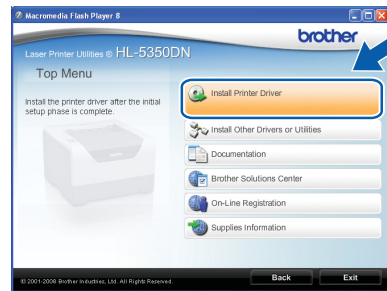 Macromedia Flash Player 8
brother
Laser Printer Utilities ® HL-5350DN
Top Menu
Install the printer driver after the initial
setup phase is complete.
Install Printer Driver
Install Other Drivers or Utilities
Documentation
Brother Solutions Center
On-Line Registration
Supplies Information
© 2001-2008 Brother Industries, Ltd. All Rights Reserved.
Back
Exit